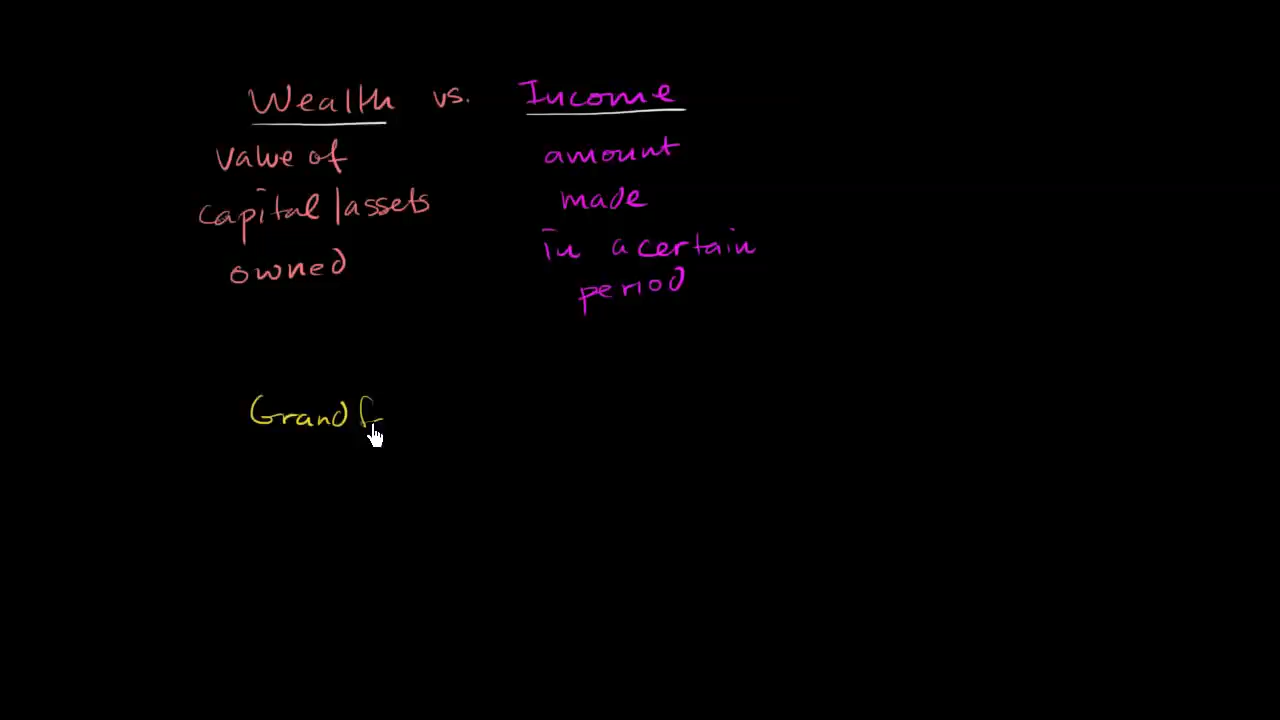 Wealth vs. Income
value of
capital/assets
owned
amount
made
in a certain
period
Grand